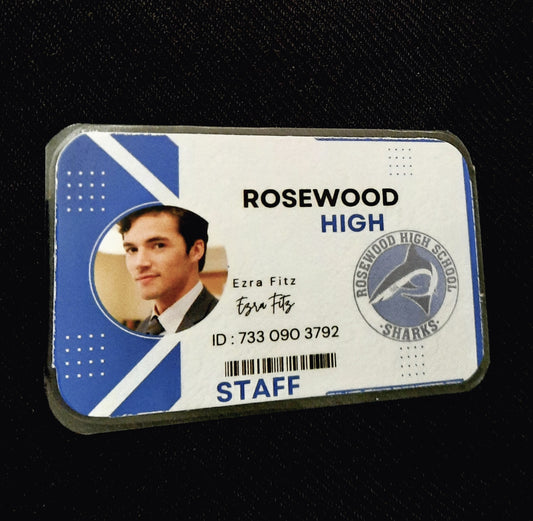 ROSEWOOD
HIGH
ROSEWOOD HIGH SCHOOL
Ezra Fitz
Ezra Fitz
· SHARKS ·
ID : 733 090 3792
STAFF